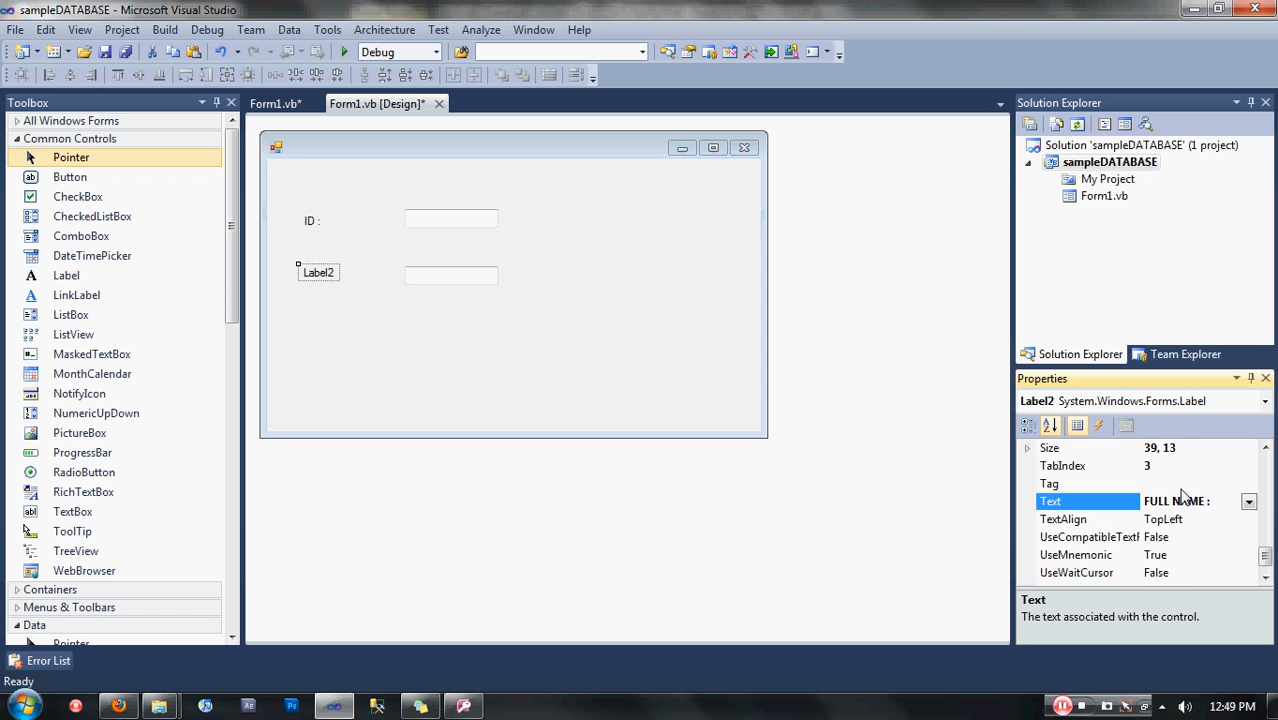 sampleDATABASE - Microsoft Visual Studio
File Edit View Project Build Debug Team Data Tools Architecture Test Analyze Window Help
Debug
Toolbox
All Windows Forms
Common Controls
Pointer
Button
CheckBox
CheckedListBox
ComboBox
DateTimePicker
Label
LinkLabel
ListBox
ListView
MaskedTextBox
MonthCalendar
NotifyIcon
NumericUpDown
PictureBox
ProgressBar
RadioButton
RichTextBox
TextBox
ToolTip
TreeView
WebBrowser
Containers
Menus & Toolbars
Data
Pointer
Form1.vb* Form1.vb [Design]*
ID :
Label2
Solution Explorer
Solution 'sampleDATABASE' (1 project)
sampleDATABASE
My Project
Form1.vb
Solution Explorer Team Explorer
Properties
Label2 System.Windows.Forms.Label
Size 39, 13
TabIndex 3
Tag
Text FULL NAME :
TextAlign TopLeft
UseCompatibleTextR False
UseMnemonic True
UseWaitCursor False
Text
The text associated with the control.
Error List
Ready
12:49 PM